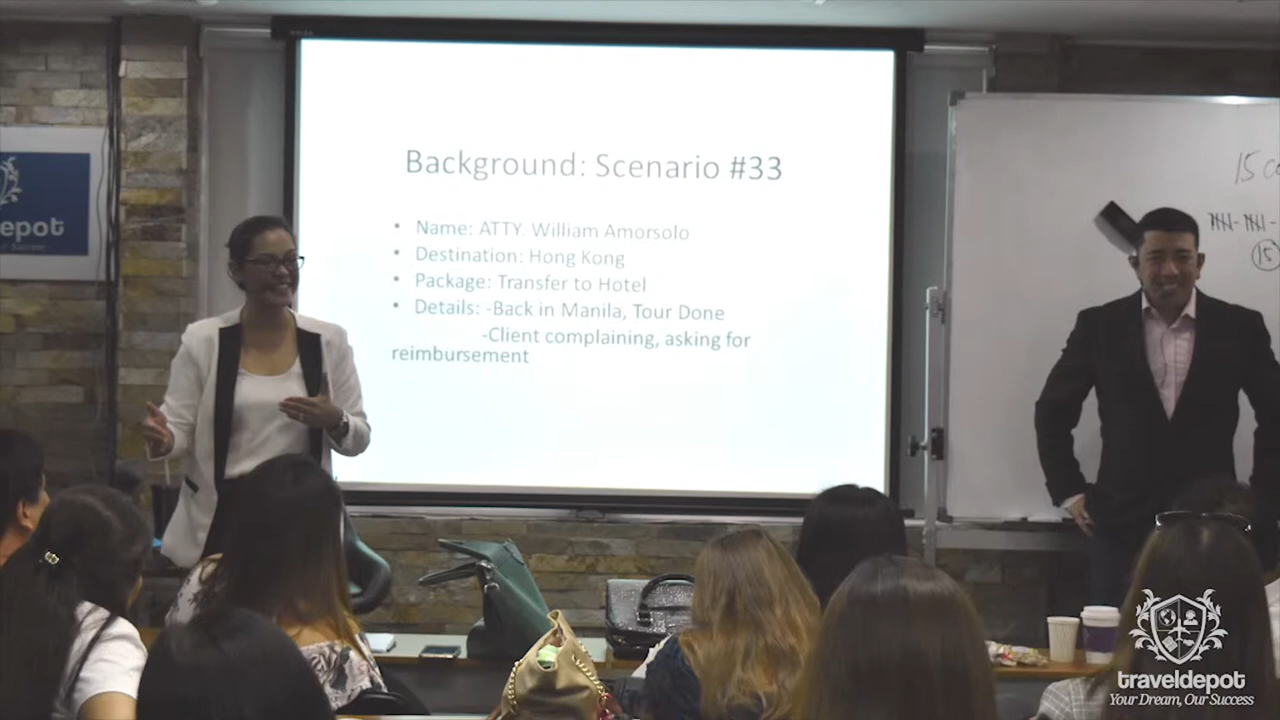 Background: Scenario #33
• Name: ATTY. William Amorsolo
• Destination: Hong Kong
• Package: Transfer to Hotel
• Details: -Back in Manila, Tour Done
-Client complaining, asking for
reimbursement
epot
15
15
traveldepot
Your Dream, Our Success